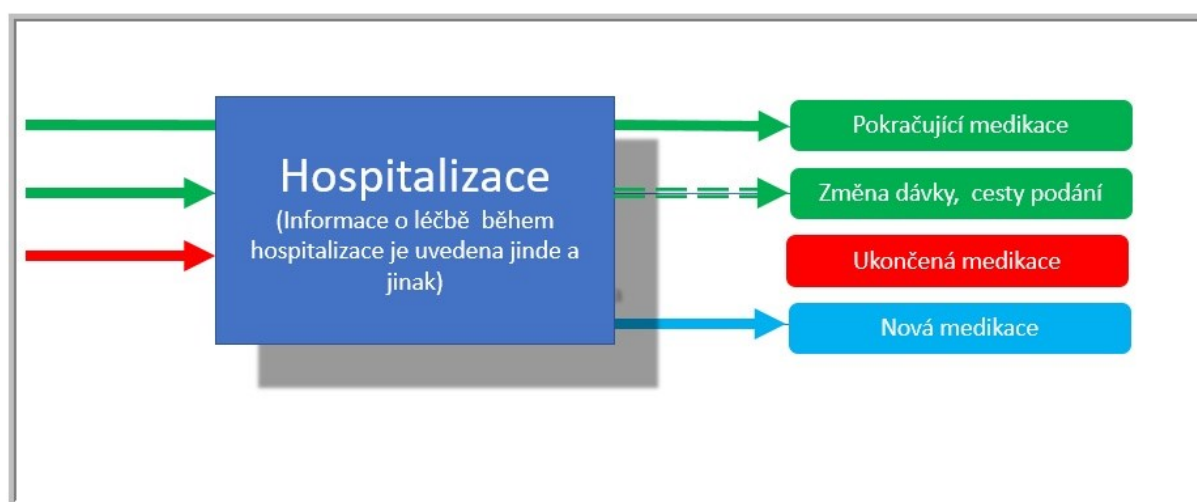 Hospitalizace
(Informace o léčbě  během
hospitalizace je uvedena jinde a
jinak)
Pokračující medikace
Změna dávky,  cesty podání
Ukončená medikace
Nová medikace